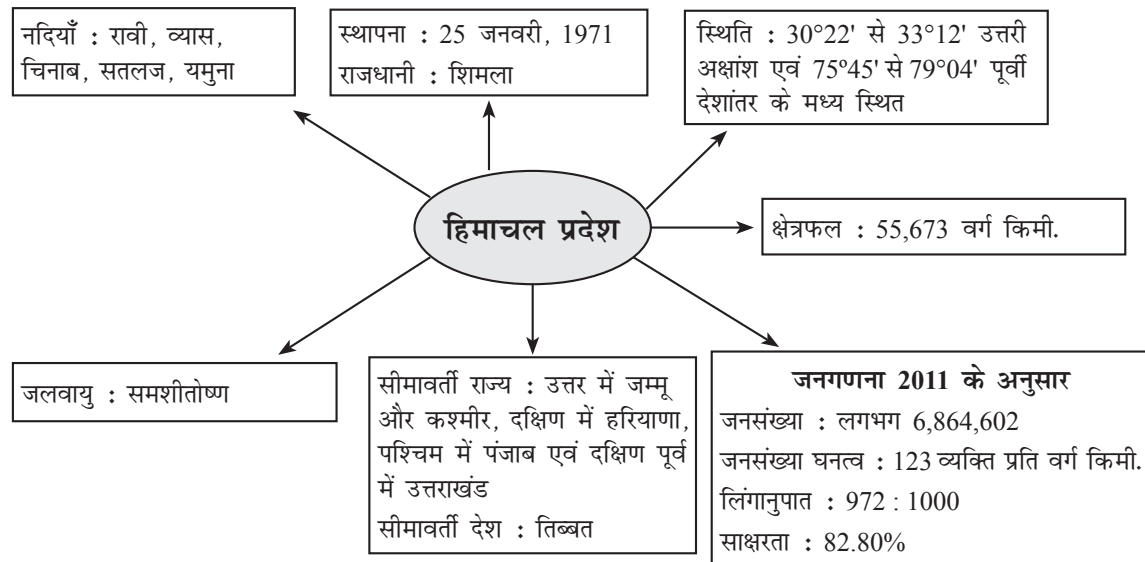 नदियाँ : रावी, व्यास,
चिनाब, सतलज, यमुना
स्थापना : 25 जनवरी, 1971
राजधानी : शिमला
स्थिति : 30°22' से 33°12' उत्तरी
अक्षांश एवं 75º45' से 79°04' पूर्वी
देशांतर के मध्य स्थित
हिमाचल प्रदेश
क्षेत्रफल : 55,673 वर्ग किमी.
जलवायु : समशीतोष्ण
सीमावर्ती राज्य : उत्तर में जम्मू
और कश्मीर, दक्षिण में हरियाणा,
पश्चिम में पंजाब एवं दक्षिण पूर्व
में उत्तराखंड
सीमावर्ती देश : तिब्बत
जनगणना 2011 के अनुसार
जनसंख्या : लगभग 6,864,602
जनसंख्या घनत्व : 123 व्यक्ति प्रति वर्ग किमी.
लिंगानुपात : 972 : 1000
साक्षरता : 82.80%